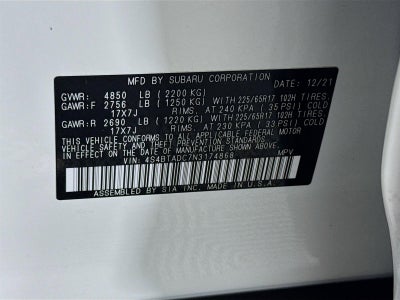 MFD BY SUBARU CORPORATION DATE: 12/21
GVWR: 4850 LB (2200 KG)
GAWR:F 2756 LB (1250 KG) WITH 225/65R17 102H TIRES,
17X7J RIMS, AT 240 KPA ( 35 PSI) COLD
GAWR:R 2690 LB (1220 KG) WITH 225/65R17 102H TIRES,
17X7J RIMS, AT 230 KPA ( 33 PSI) COLD
THIS VEHICLE CONFORMS TO ALL APPLICABLE FEDERAL MOTOR
VEHICLE SAFETY AND THEFT PREVENTION STANDARDS IN EFFECT
ON THE DATE OF MANUFACTURE SHOWN ABOVE.
VIN: 4S4BTADC7N3174868 MPV
ASSEMBLED BY SIA MADE IN U.S.A.